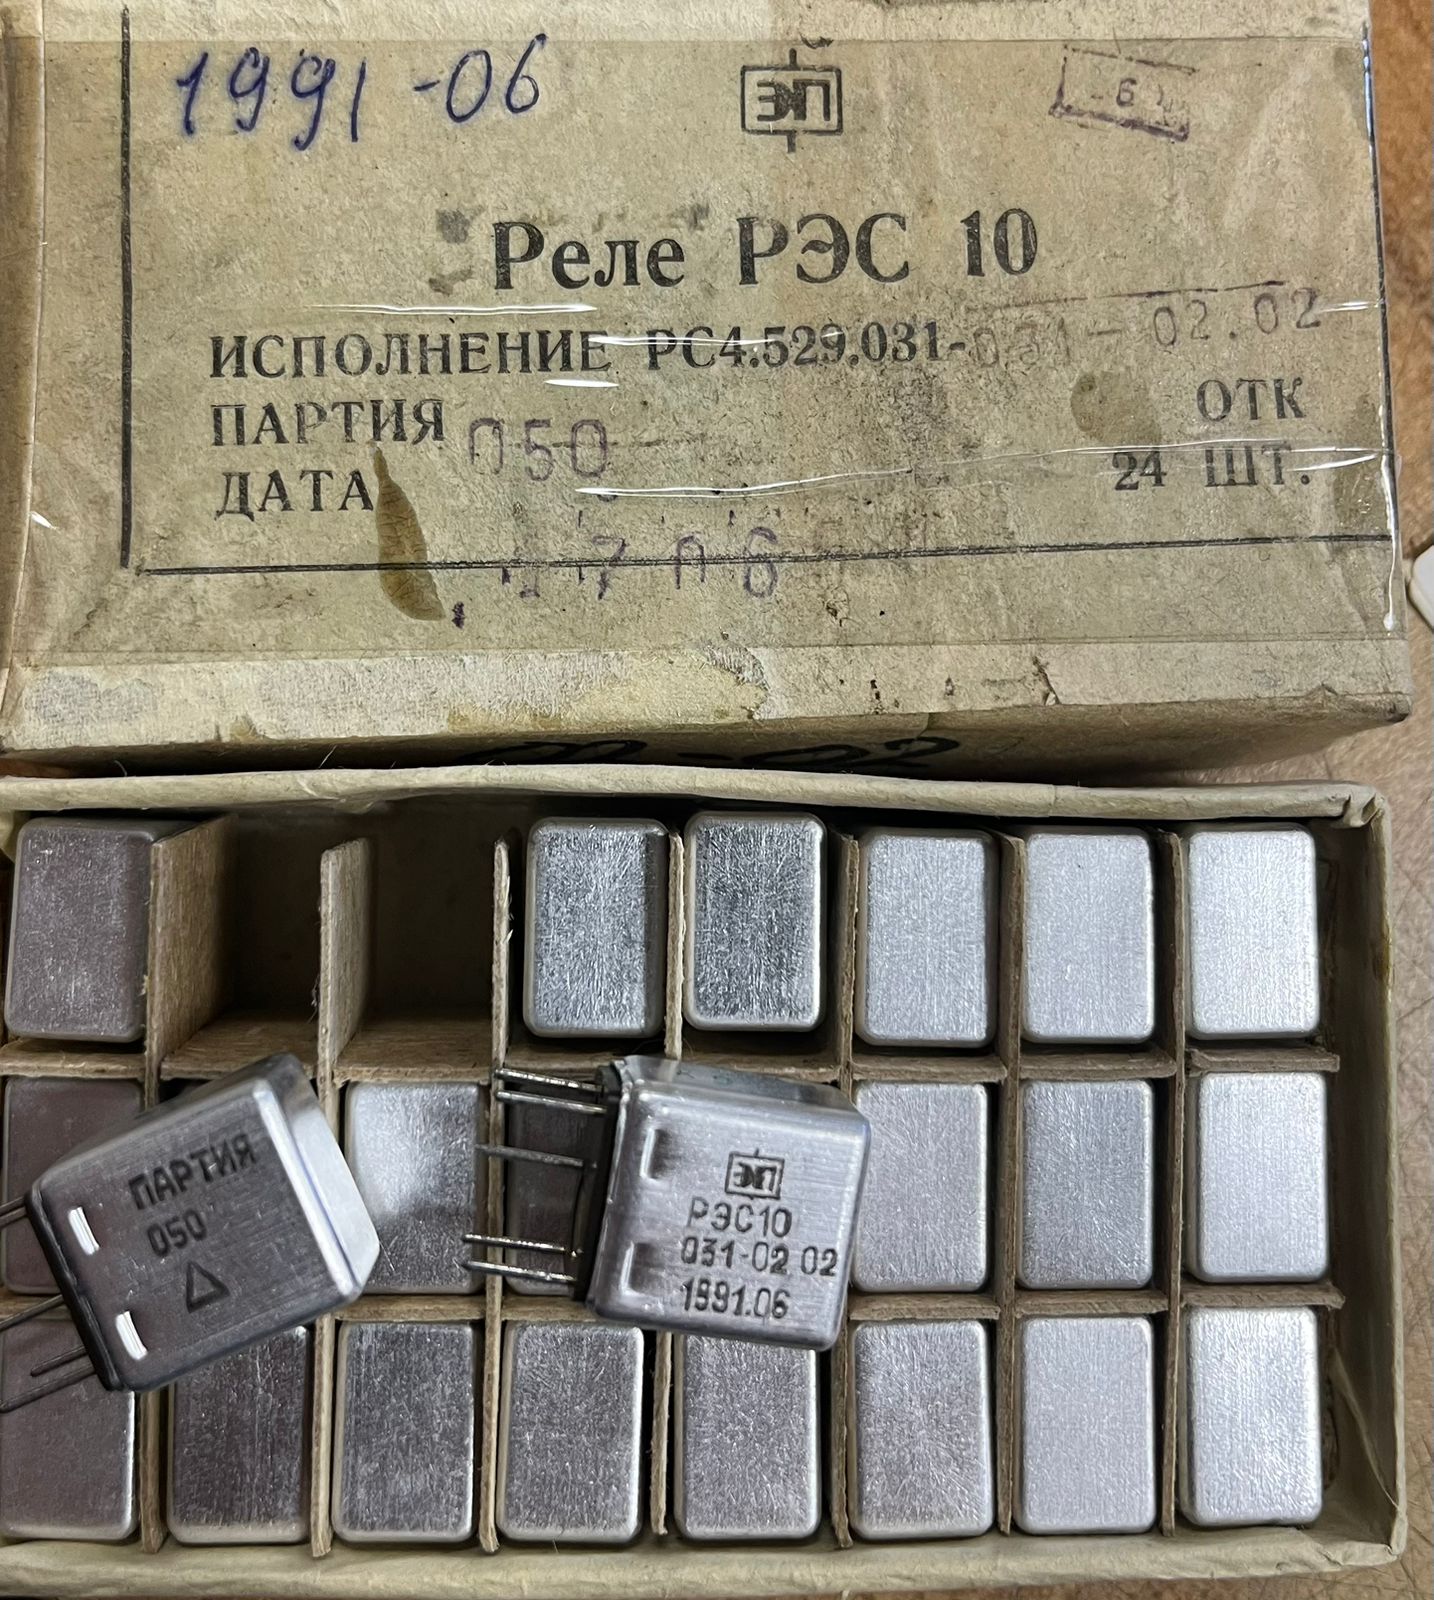 1991-06
ЭП
Реле РЭС 10
ИСПОЛНЕНИЕ РС4.529.031-031-02.02
ПАРТИЯ 050
ОТК
ДАТА
24 ШТ.
ПАРТИЯ
050
ЭП
РЭС10
031-02 02
1991.06